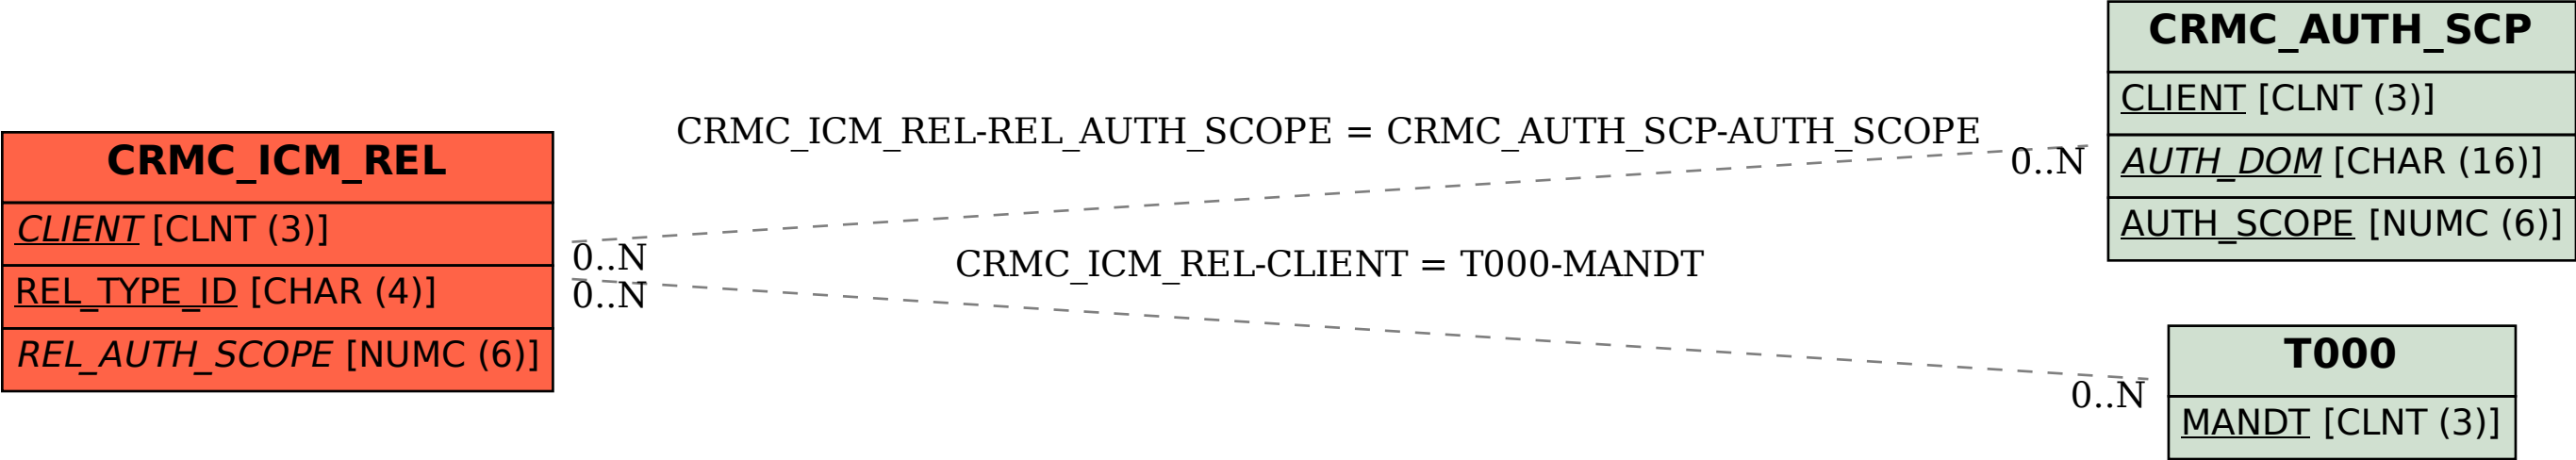 CRMC_ICM_REL
CLIENT [CLNT (3)]
REL_TYPE_ID [CHAR (4)]
REL_AUTH_SCOPE [NUMC (6)]
CRMC_ICM_REL-REL_AUTH_SCOPE = CRMC_AUTH_SCP-AUTH_SCOPE
0..N
0..N
CRMC_ICM_REL-CLIENT = T000-MANDT
0..N
0..N
CRMC_AUTH_SCP
CLIENT [CLNT (3)]
AUTH_DOM [CHAR (16)]
AUTH_SCOPE [NUMC (6)]
T000
MANDT [CLNT (3)]